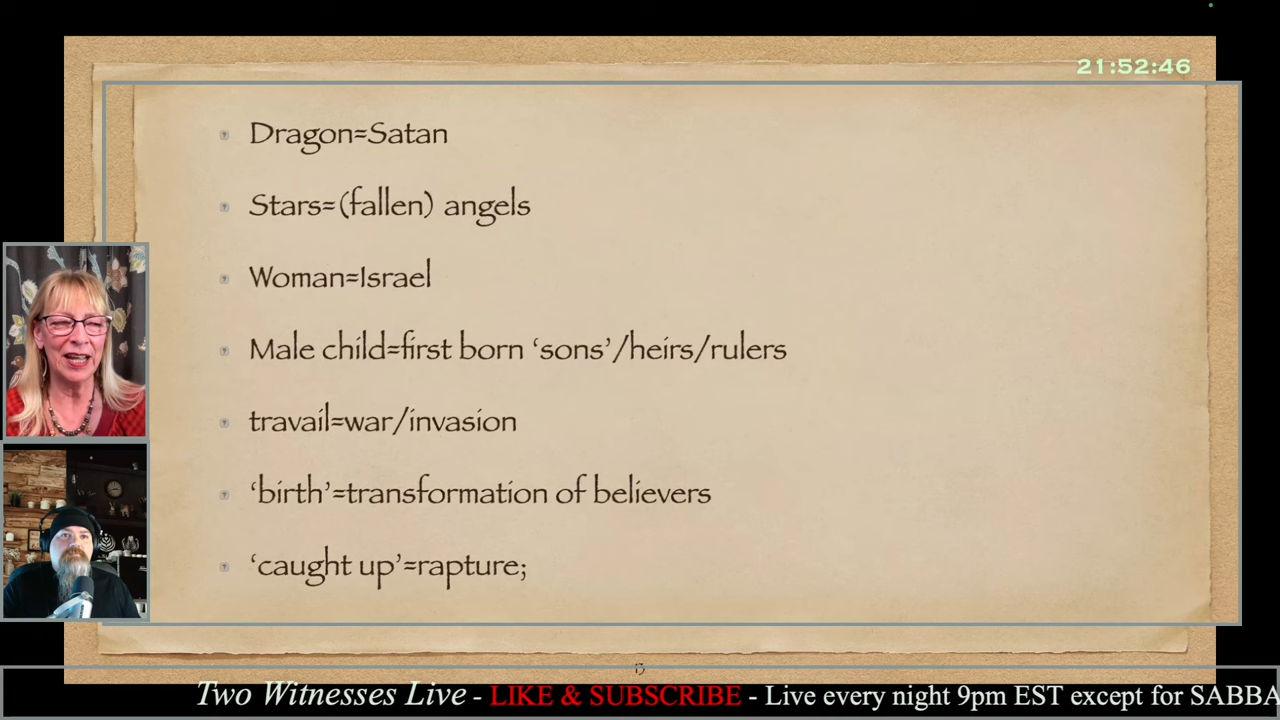 21:52:46
Dragon=Satan
Stars=(fallen) angels
Woman=Israel
Male child=first born ‘sons’/heirs/rulers
travail=war/invasion
‘birth’=transformation of believers
‘caught up’=rapture;
13
Two Witnesses Live - LIKE & SUBSCRIBE - Live every night 9pm EST except for SABBA